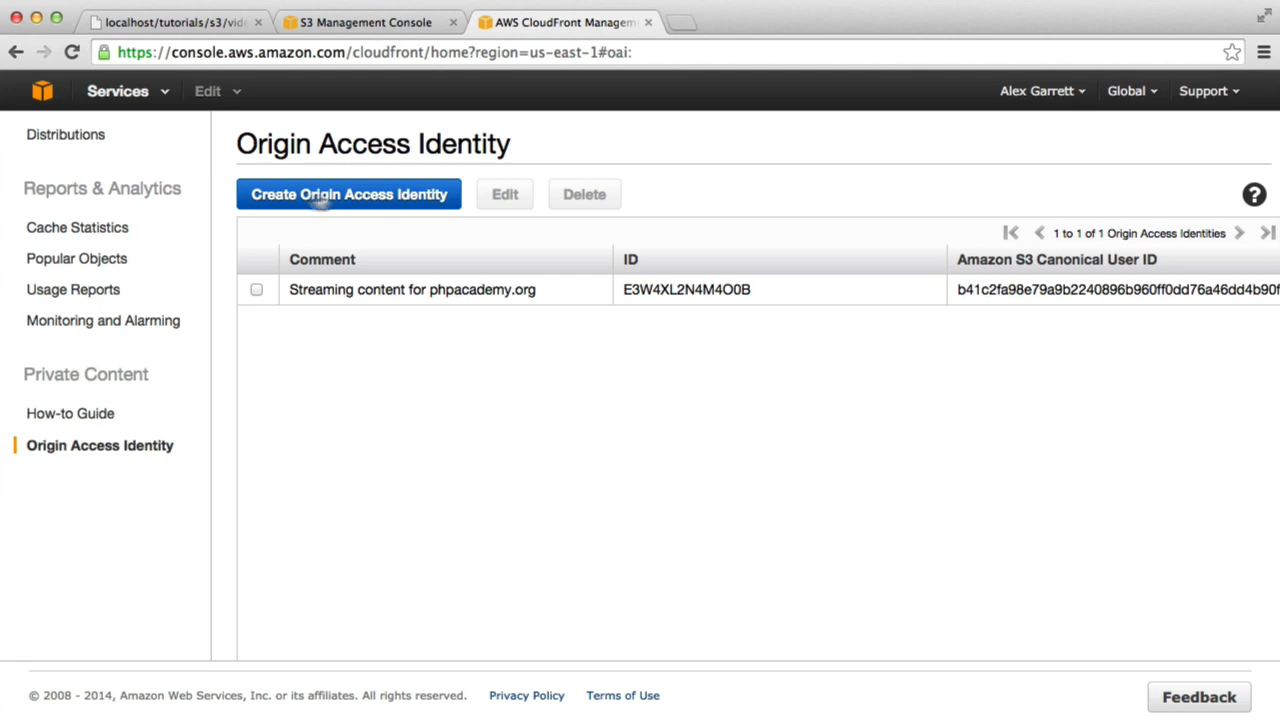 localhost/tutorials/s3/vid
S3 Management Console
AWS CloudFront Managem
https://console.aws.amazon.com/cloudfront/home?region=us-east-1#oai:
Services
Edit
Alex Garrett
Global
Support
Distributions
Reports & Analytics
Cache Statistics
Popular Objects
Usage Reports
Monitoring and Alarming
Private Content
How-to Guide
Origin Access Identity
Origin Access Identity
Create Origin Access Identity
Edit
Delete
?
1 to 1 of 1 Origin Access Identities
Comment ID Amazon S3 Canonical User ID
Streaming content for phpacademy.org E3W4XL2N4M4O0B b41c2fa98e79a9b2240896b960ff0dd76a46dd4b90f
© 2008 - 2014, Amazon Web Services, Inc. or its affiliates. All rights reserved. Privacy Policy Terms of Use
Feedback